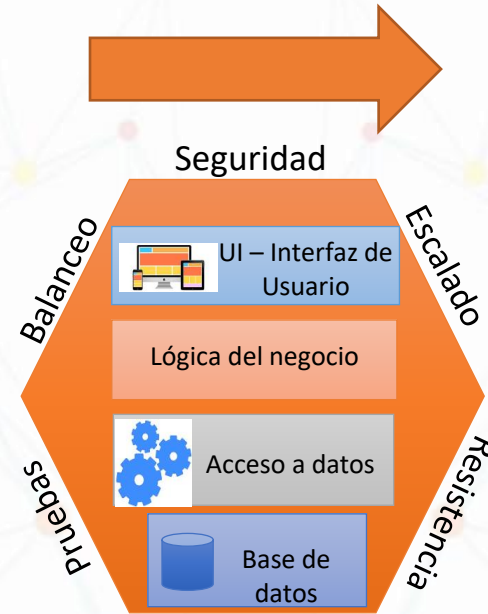 Seguridad
Balanceo
Escalado
UI – Interfaz de
Usuario
Lógica del negocio
Acceso a datos
Pruebas
Resistencia
Base de
datos